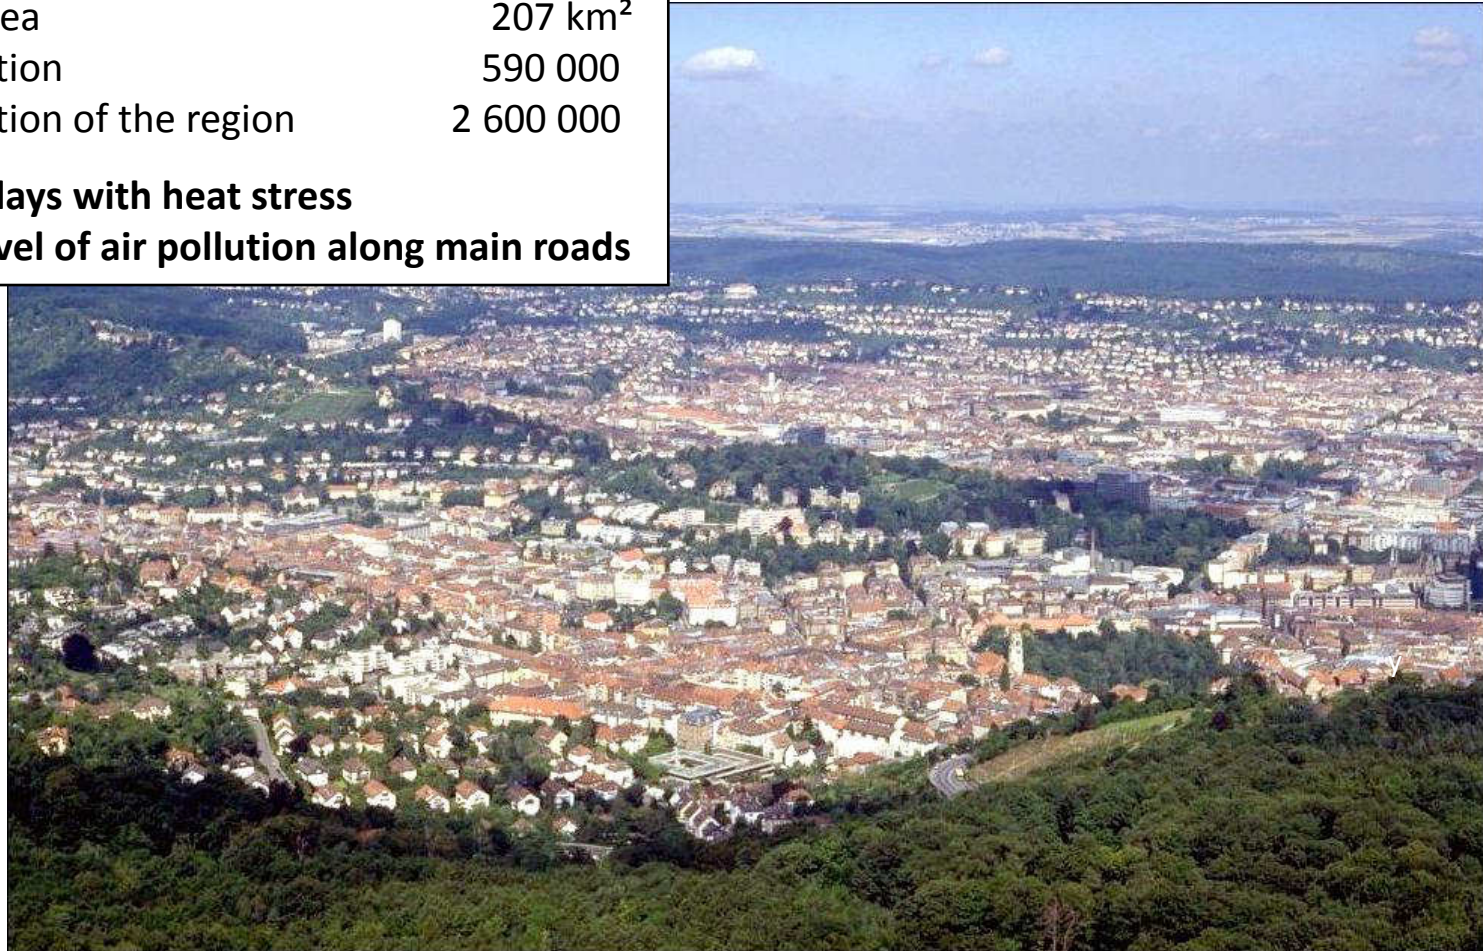 ea 207 km²
tion 590 000
tion of the region 2 600 000
lays with heat stress
vel of air pollution along main roads